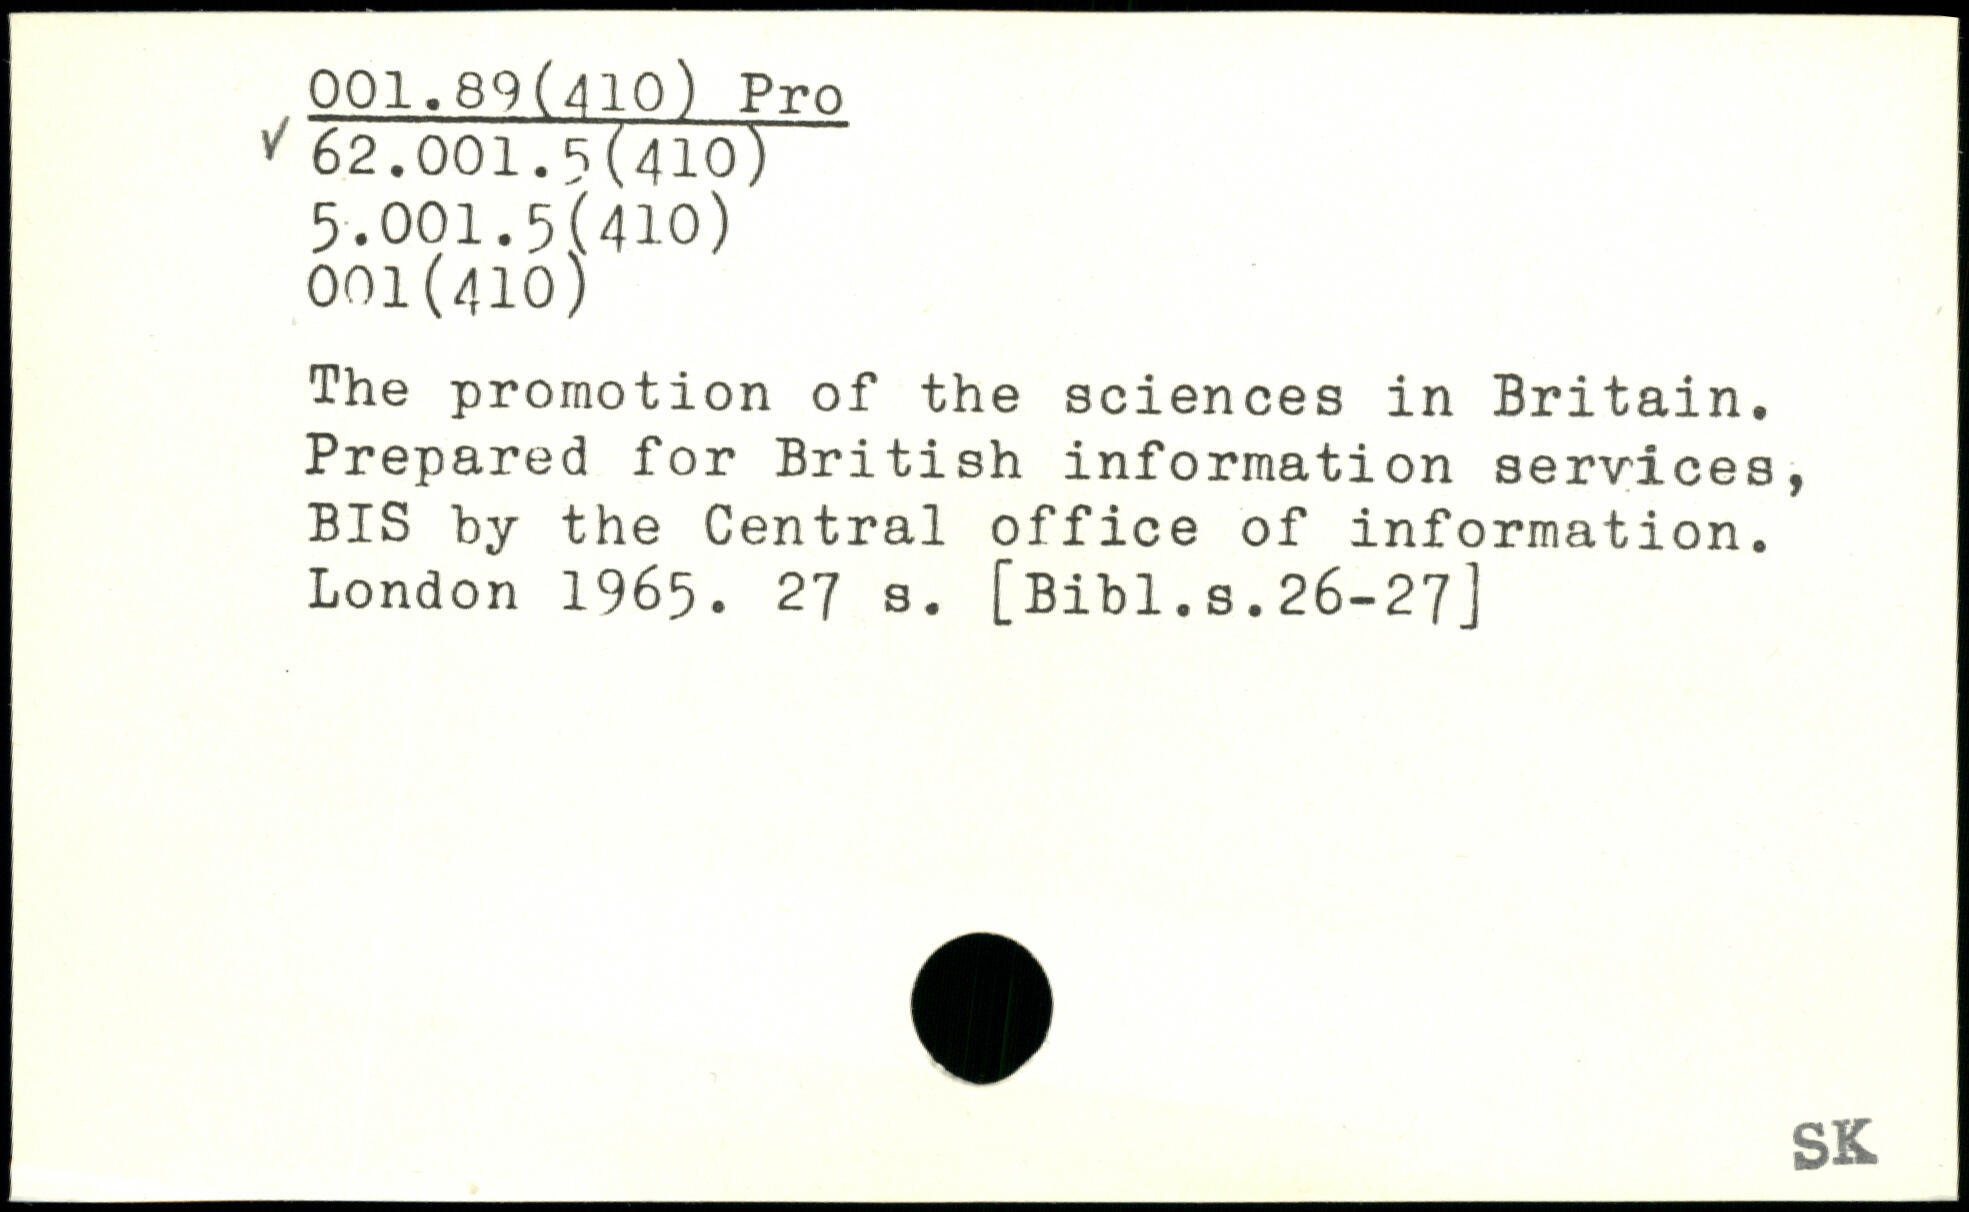 001.89(410) Pro
✓ 62.001.5(410)
5.001.5(410)
001(410)
The promotion of the sciences in Britain.
Prepared for British information services,
BIS by the Central office of information.
London 1965. 27 s. [Bibl.s.26-27]
SK